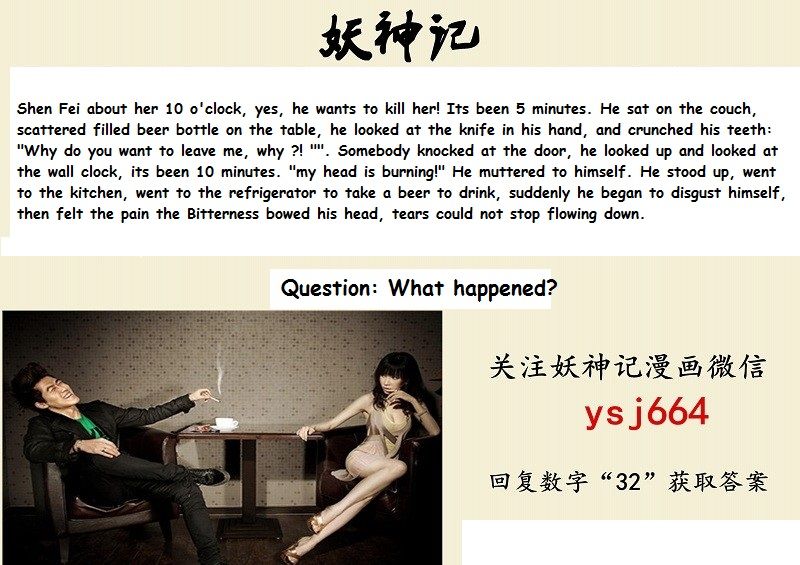 妖神记
Shen Fei about her 10 o'clock, yes, he wants to kill her! Its been 5 minutes. He sat on the couch,
scattered filled beer bottle on the table, he looked at the knife in his hand, and crunched his teeth:
"Why do you want to leave me, why ?! "". Somebody knocked at the door, he looked up and looked at
the wall clock, its been 10 minutes. "my head is burning!" He muttered to himself. He stood up, went
to the kitchen, went to the refrigerator to take a beer to drink, suddenly he began to disgust himself,
then felt the pain the Bitterness bowed his head, tears could not stop flowing down.
Question: What happened?
关注妖神记漫画微信
ysj664
回复数字“32”获取答案